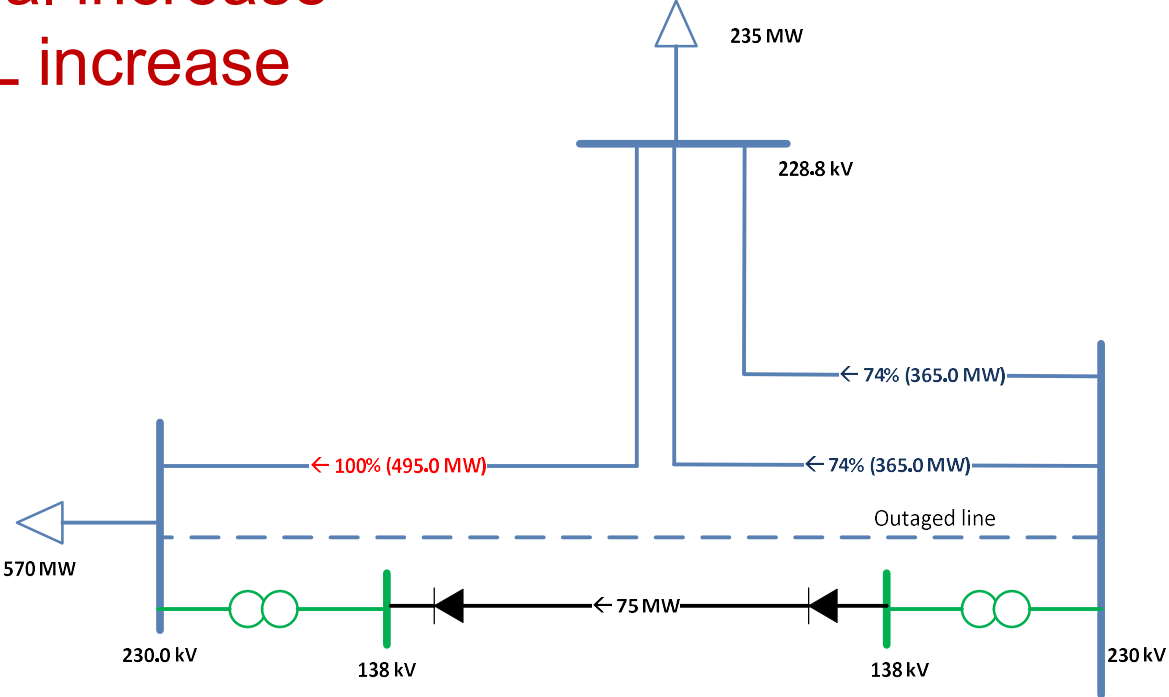 increase
increase
235 MW
228.8 kV
← 74% (365.0 MW)
← 100% (495.0 MW)
← 74% (365.0 MW)
Outaged line
570 MW
← 75 MW
230.0 kV
138 kV
138 kV
230 kV